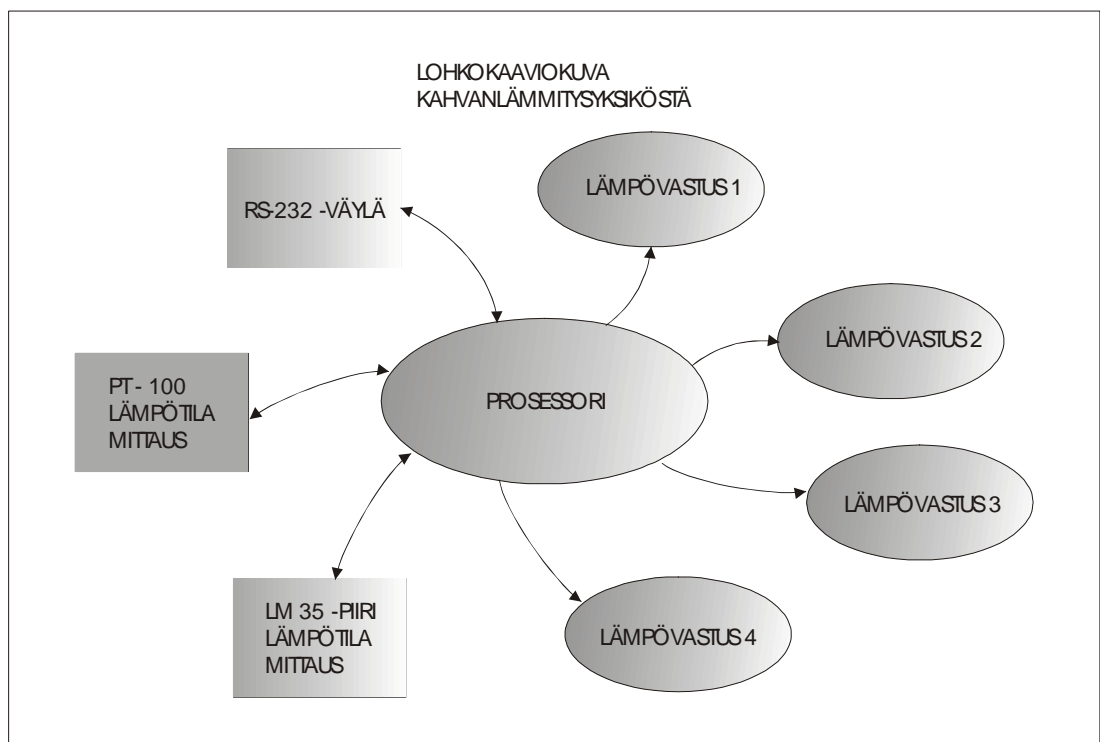 LOHKOKAAVIOKUVA
KAHVANLÄMMITYSYKSIKÖSTÄ
LÄMPÖVASTUS 1
RS-232 -VÄYLÄ
LÄMPÖVASTUS 2
PT - 100
LÄMPÖTILA
MITTAUS
PROSESSORI
LÄMPÖVASTUS 3
LM 35 -PIIRI
LÄMPÖTILA
MITTAUS
LÄMPÖVASTUS 4